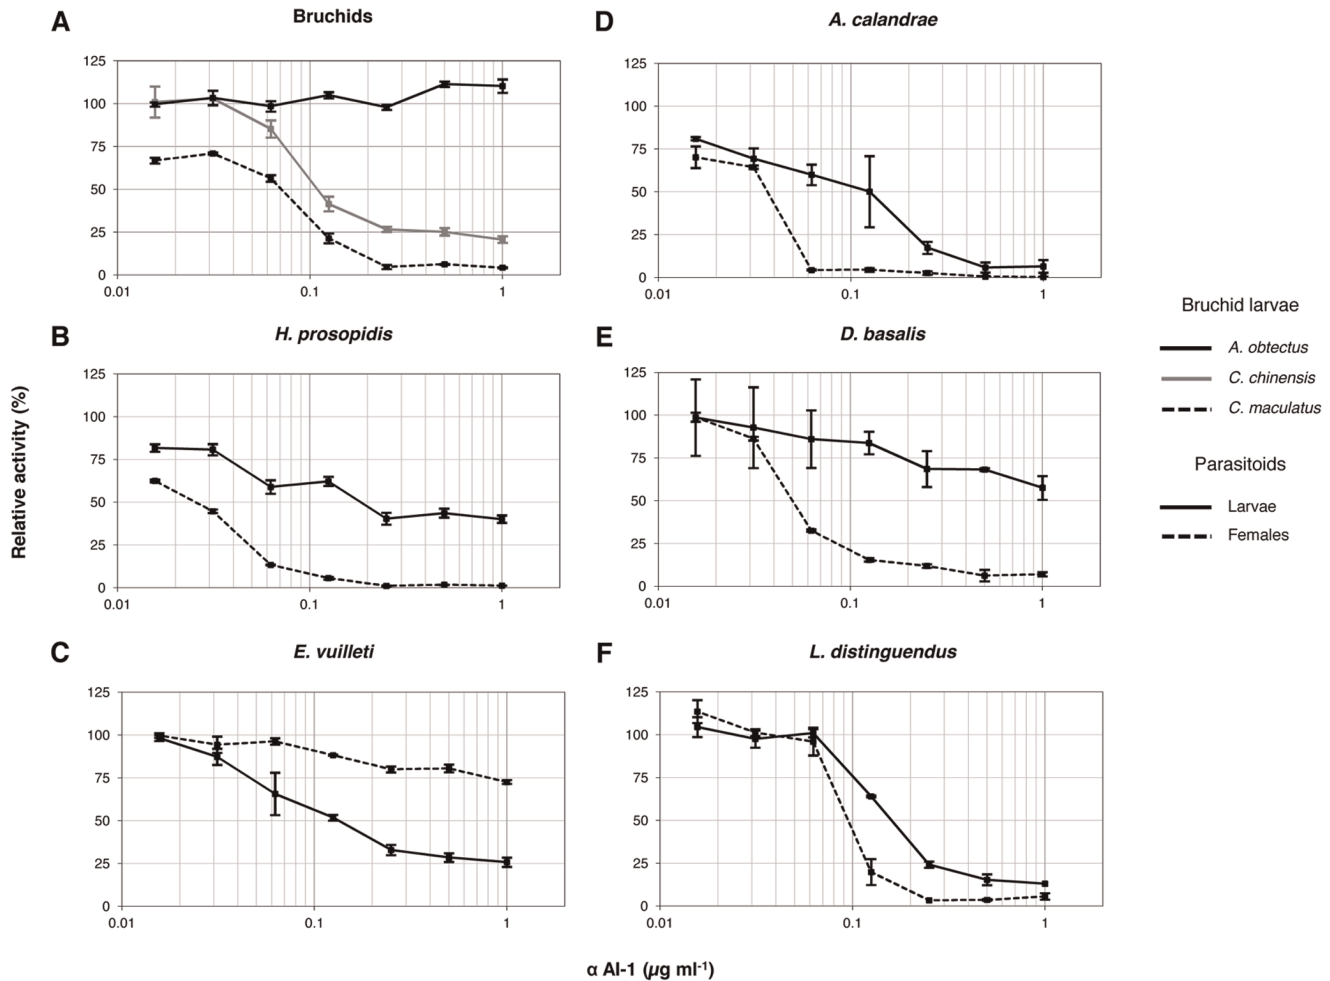 A
Bruchids
125
100
75
50
25
0
0.01
0.1
1
D
A. calandrae
125
100
75
50
25
0
0.01
0.1
1
B
H. prosopidis
125
100
75
50
25
0
0.01
0.1
1
E
D. basalis
125
100
75
50
25
0
0.01
0.1
1
C
E. vuilleti
125
100
75
50
25
0
0.01
0.1
1
F
L. distinguendus
125
100
75
50
25
0
0.01
0.1
1
Relative activity (%)
α AI-1 (µg ml-1)
Bruchid larvae
A. obtectus
C. chinensis
C. maculatus
Parasitoids
Larvae
Females